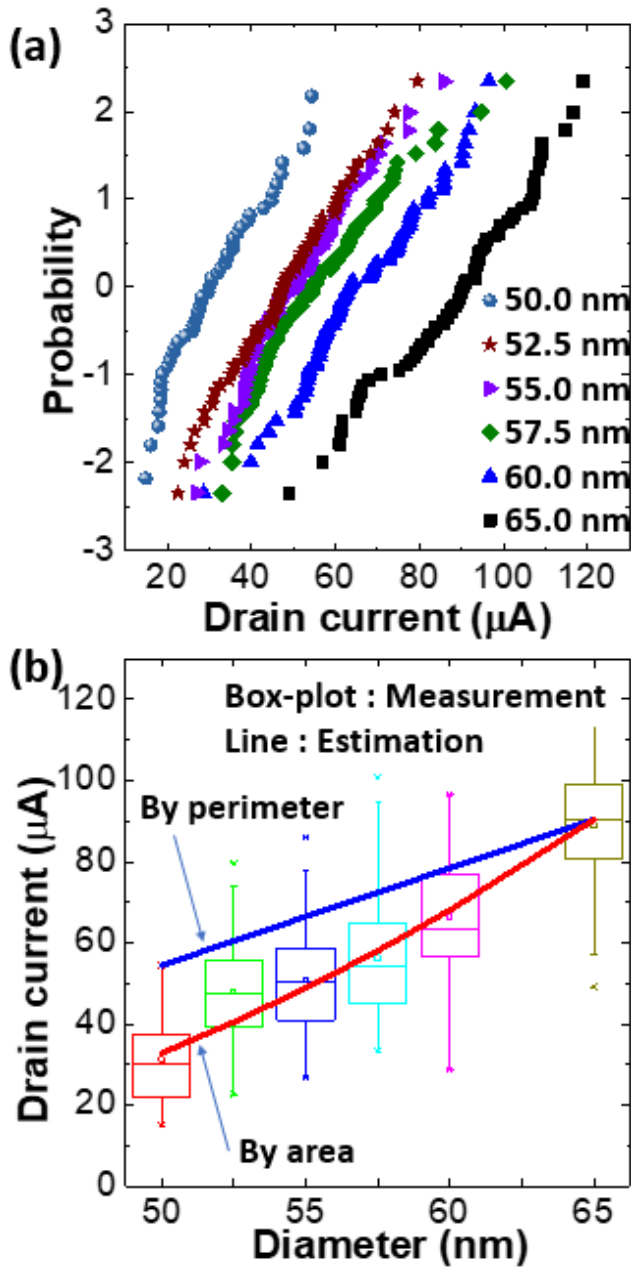 (a)
3
2
1
0
-1
-2
-3
Probability
50.0 nm
52.5 nm
55.0 nm
57.5 nm
60.0 nm
65.0 nm
20 40 60 80 100 120
Drain current (μA)
(b)
Box-plot : Measurement
Line : Estimation
By perimeter
By area
120
100
80
60
40
20
0
Drain current (μA)
50 55 60 65
Diameter (nm)